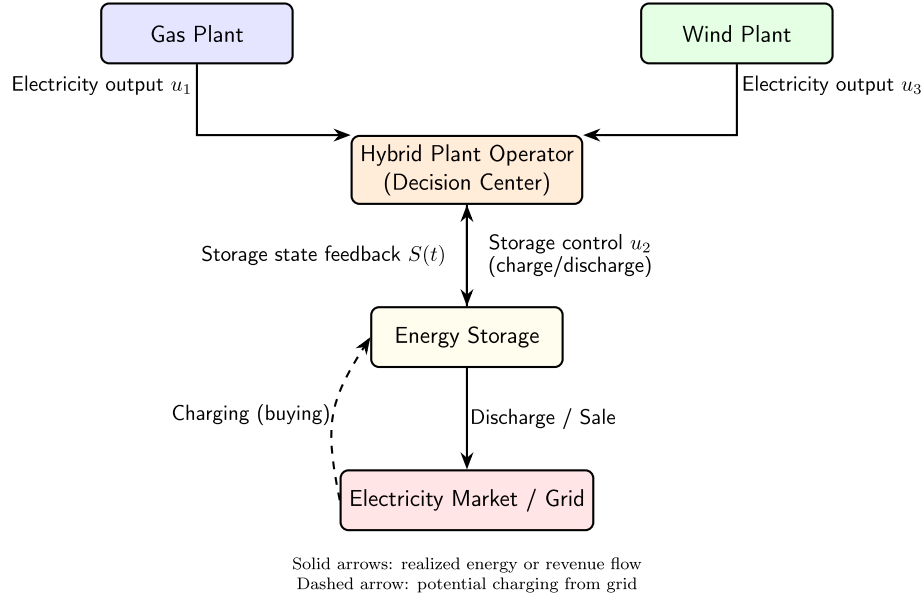 Gas Plant
Wind Plant
Electricity output u₁
Electricity output u₃
Hybrid Plant Operator
(Decision Center)
Storage state feedback S(t)
Storage control u₂
(charge/discharge)
Energy Storage
Charging (buying)
Discharge / Sale
Electricity Market / Grid
Solid arrows: realized energy or revenue flow
Dashed arrow: potential charging from grid